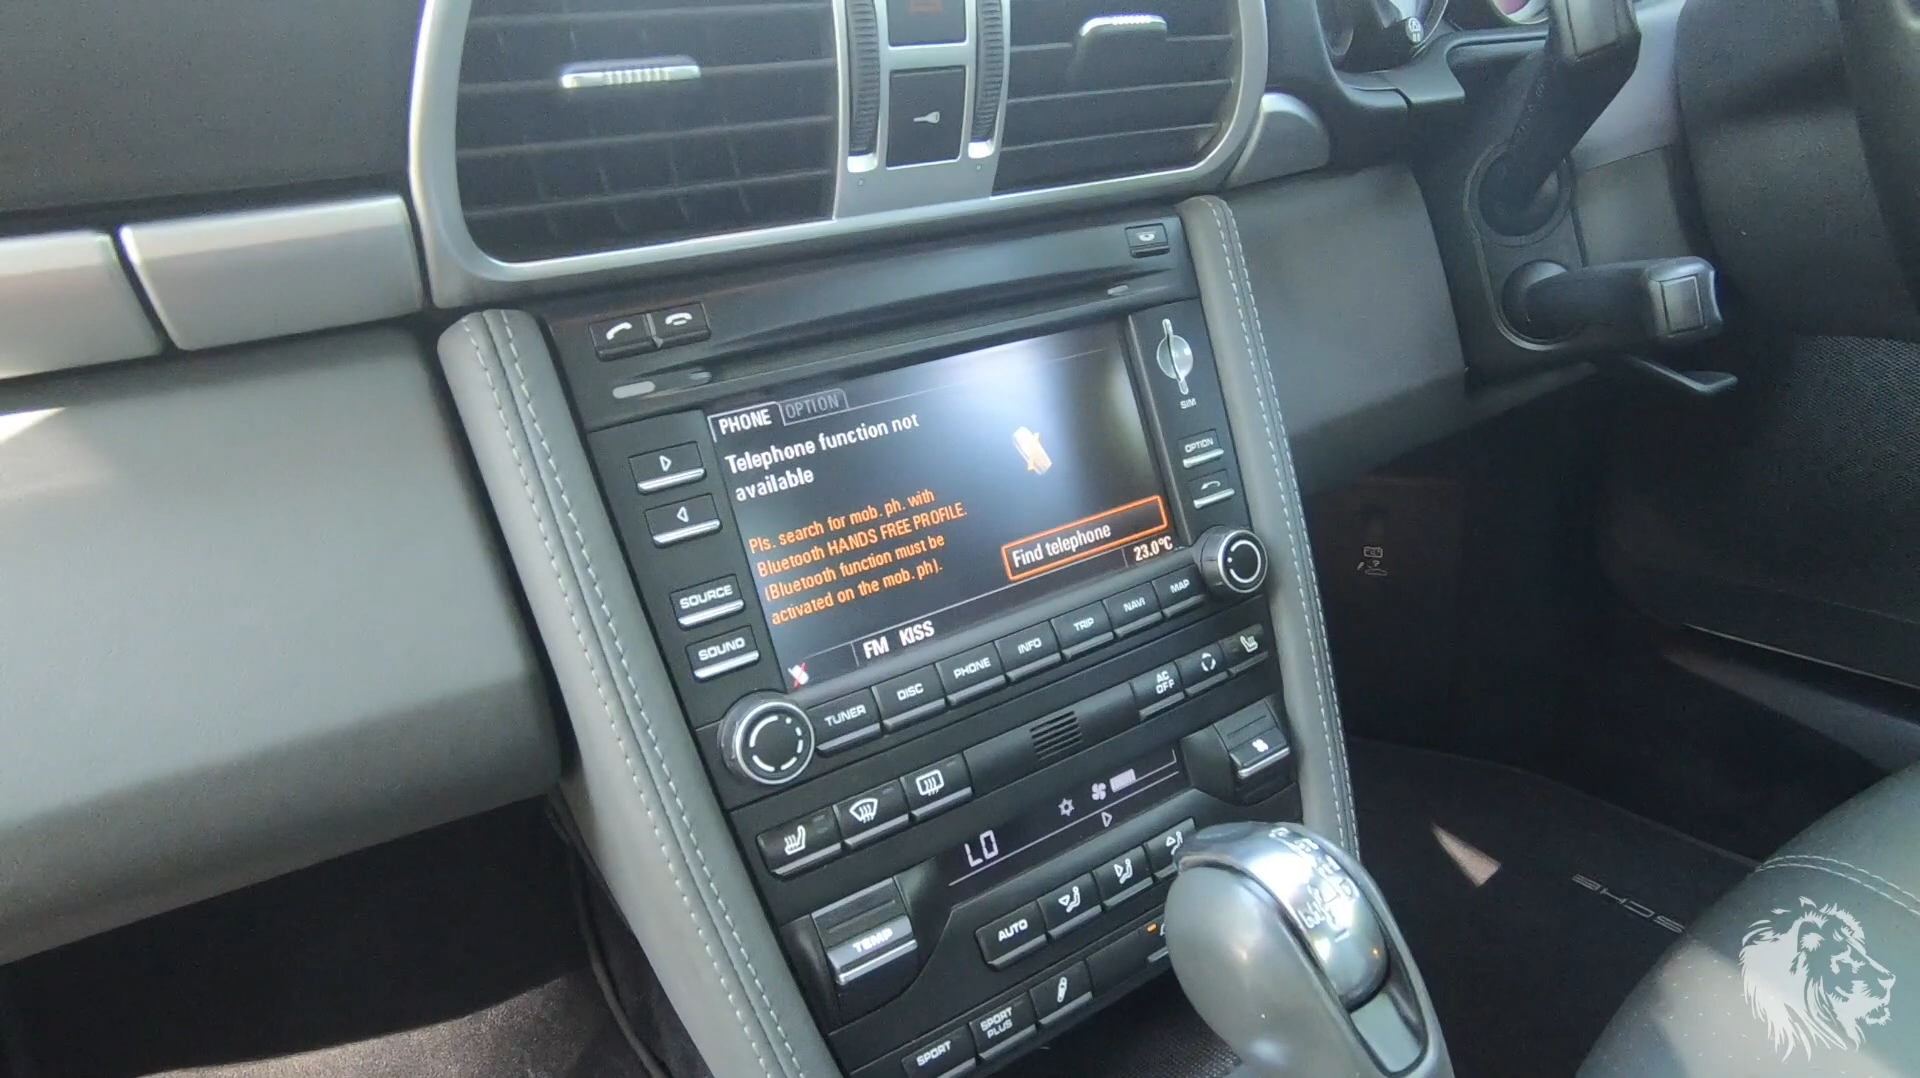 SIM
PHONE OPTION
Telephone function not
available
Pls. search for mob. ph. with
Bluetooth HANDS FREE PROFILE.
(Bluetooth function must be
activated on the mob. ph).
Find telephone
23.0°C
FM KISS
OPTION
SOURCE
SOUND
TUNER
DISC
PHONE
INFO
TRIP
NAVI
MAP
AC
OFF
LO
TEMP
AUTO
SPORT
SPORT
PLUS